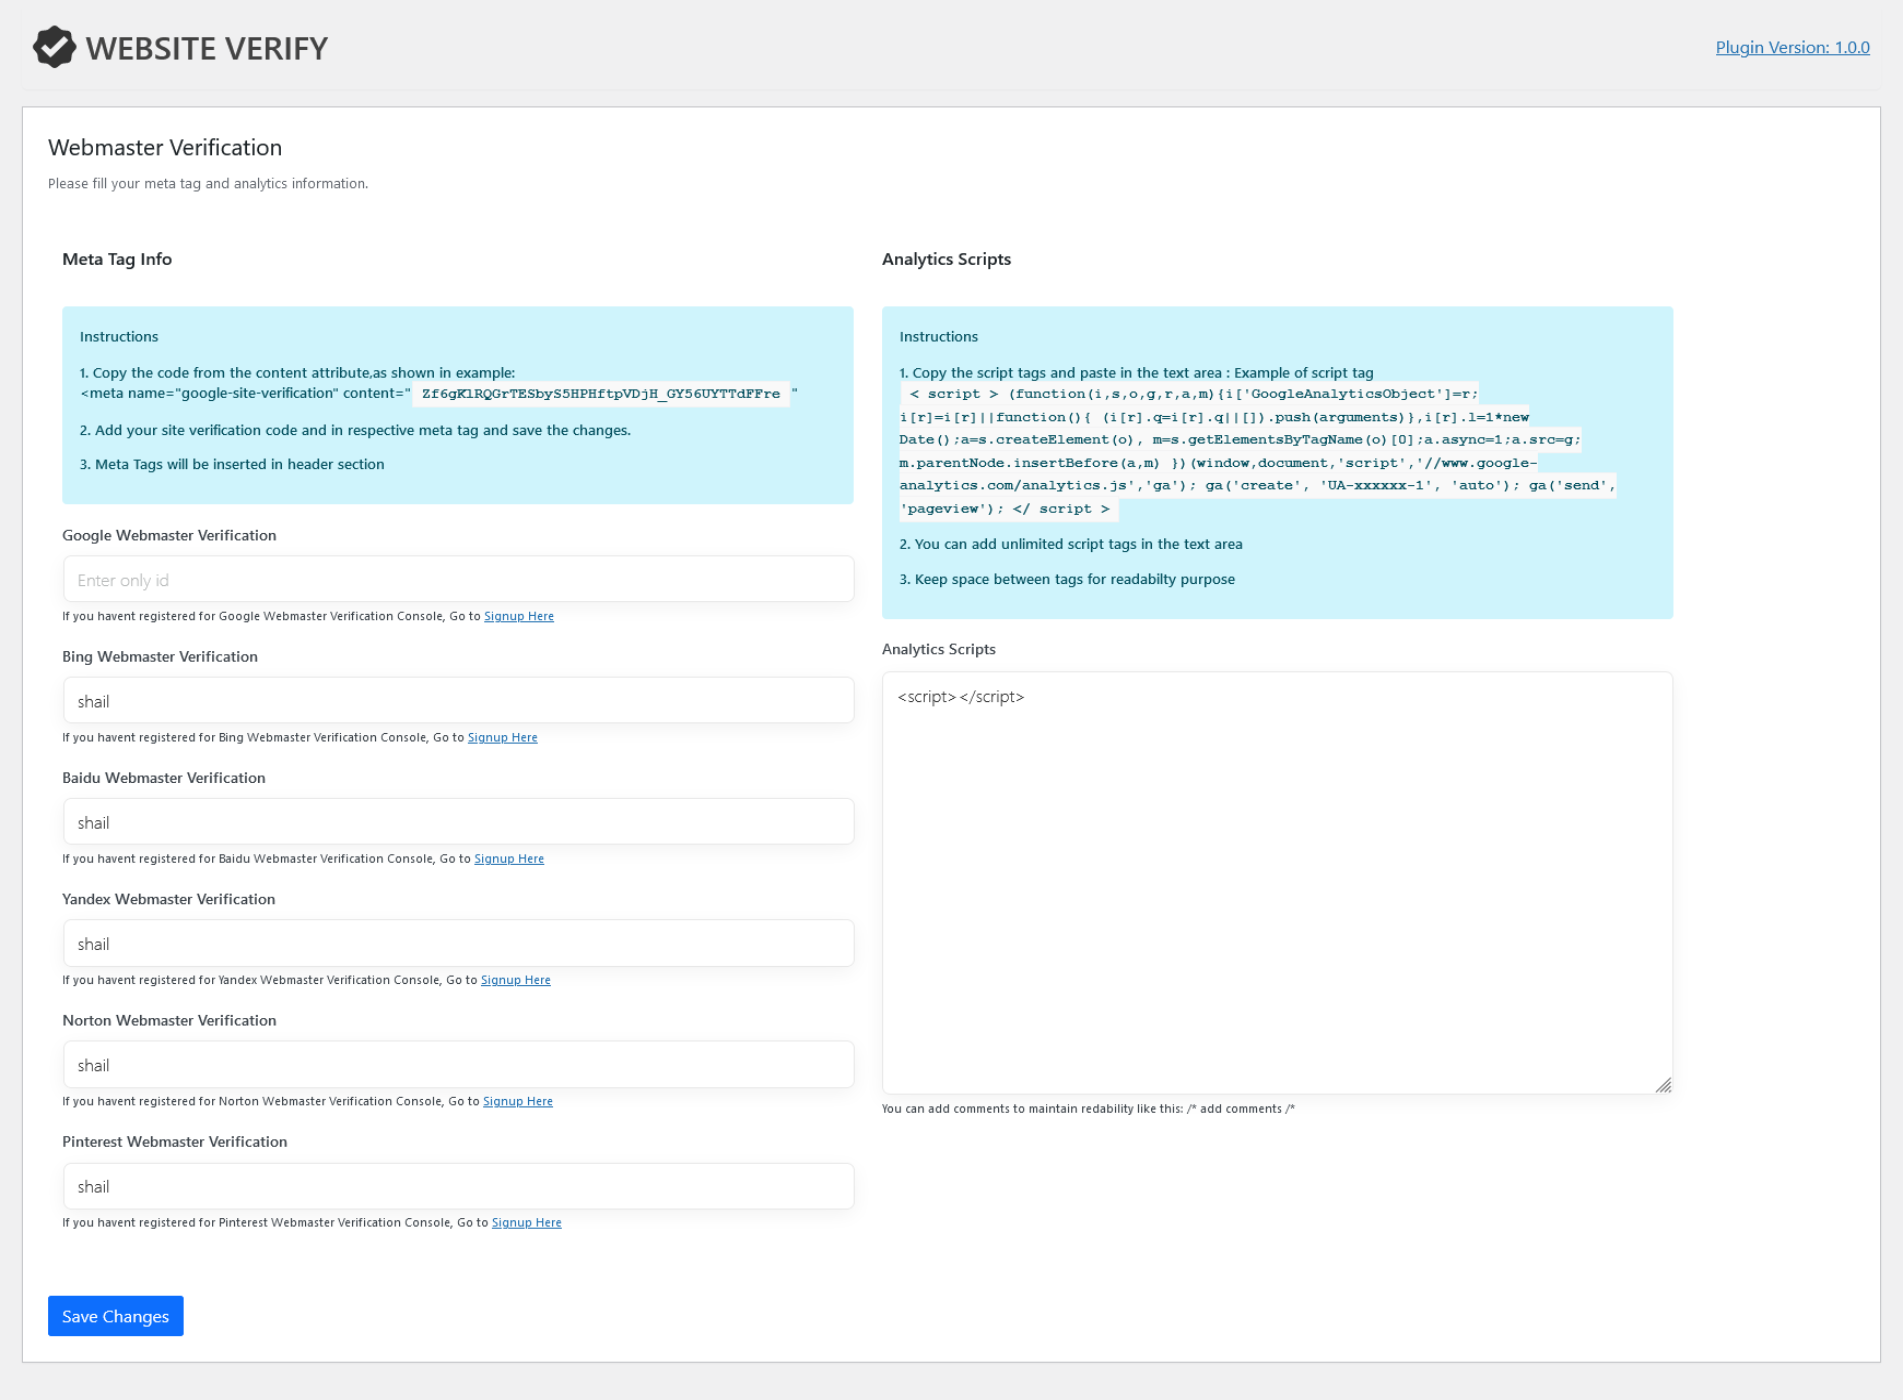 WEBSITE VERIFY
Plugin Version: 1.0.0
Webmaster Verification
Please fill your meta tag and analytics information.
Meta Tag Info
Instructions
1. Copy the code from the content attribute,as shown in example:
<meta name="google-site-verification" content=" Zf6gKlRQGrTESbyS5HPHftpVDjH_GY56UYTTdFFre "
2. Add your site verification code and in respective meta tag and save the changes.
3. Meta Tags will be inserted in header section
Google Webmaster Verification
Enter only id
If you havent registered for Google Webmaster Verification Console, Go to Signup Here
Bing Webmaster Verification
shail
If you havent registered for Bing Webmaster Verification Console, Go to Signup Here
Baidu Webmaster Verification
shail
If you havent registered for Baidu Webmaster Verification Console, Go to Signup Here
Yandex Webmaster Verification
shail
If you havent registered for Yandex Webmaster Verification Console, Go to Signup Here
Norton Webmaster Verification
shail
If you havent registered for Norton Webmaster Verification Console, Go to Signup Here
Pinterest Webmaster Verification
shail
If you havent registered for Pinterest Webmaster Verification Console, Go to Signup Here
Analytics Scripts
Instructions
1. Copy the script tags and paste in the text area : Example of script tag
< script > (function(i,s,o,g,r,a,m){i['GoogleAnalyticsObject']=r;
i[r]=i[r]||function(){ (i[r].q=i[r].q||[]).push(arguments)},i[r].l=1*new
Date();a=s.createElement(o), m=s.getElementsByTagName(o)[0];a.async=1;a.src=g;
m.parentNode.insertBefore(a,m) })(window,document,'script','//www.google-
analytics.com/analytics.js','ga'); ga('create', 'UA-xxxxxx-1', 'auto'); ga('send',
'pageview'); </ script >
2. You can add unlimited script tags in the text area
3. Keep space between tags for readabilty purpose
Analytics Scripts
<script></script>
You can add comments to maintain redability like this: /* add comments /*
Save Changes